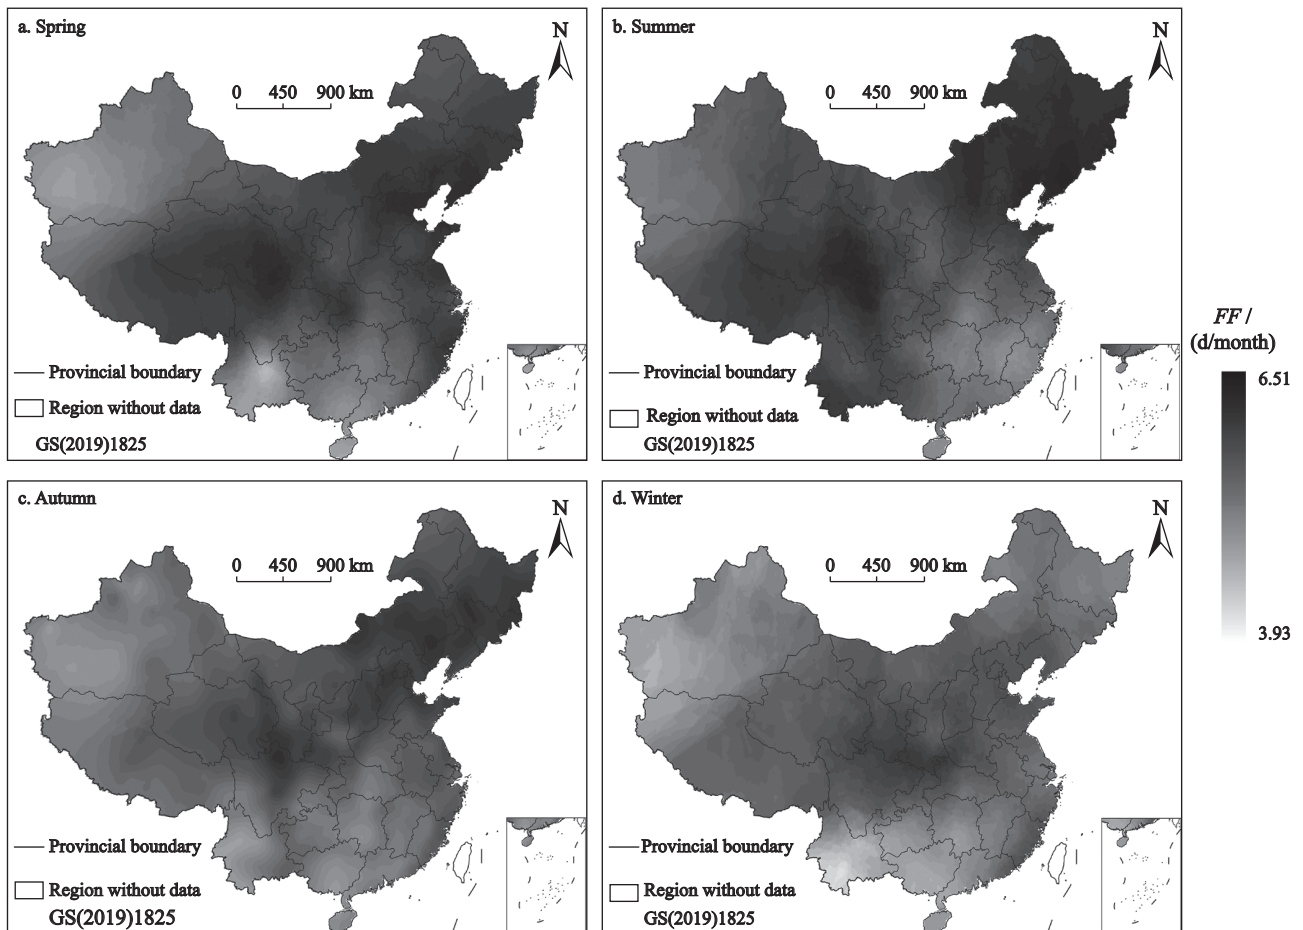 a. Spring
N
0 450 900 km
Provincial boundary
Region without data
GS(2019)1825
b. Summer
N
0 450 900 km
Provincial boundary
Region without data
GS(2019)1825
c. Autumn
N
0 450 900 km
Provincial boundary
Region without data
GS(2019)1825
d. Winter
N
0 450 900 km
Provincial boundary
Region without data
GS(2019)1825
FF /
(d/month)
6.51
3.93